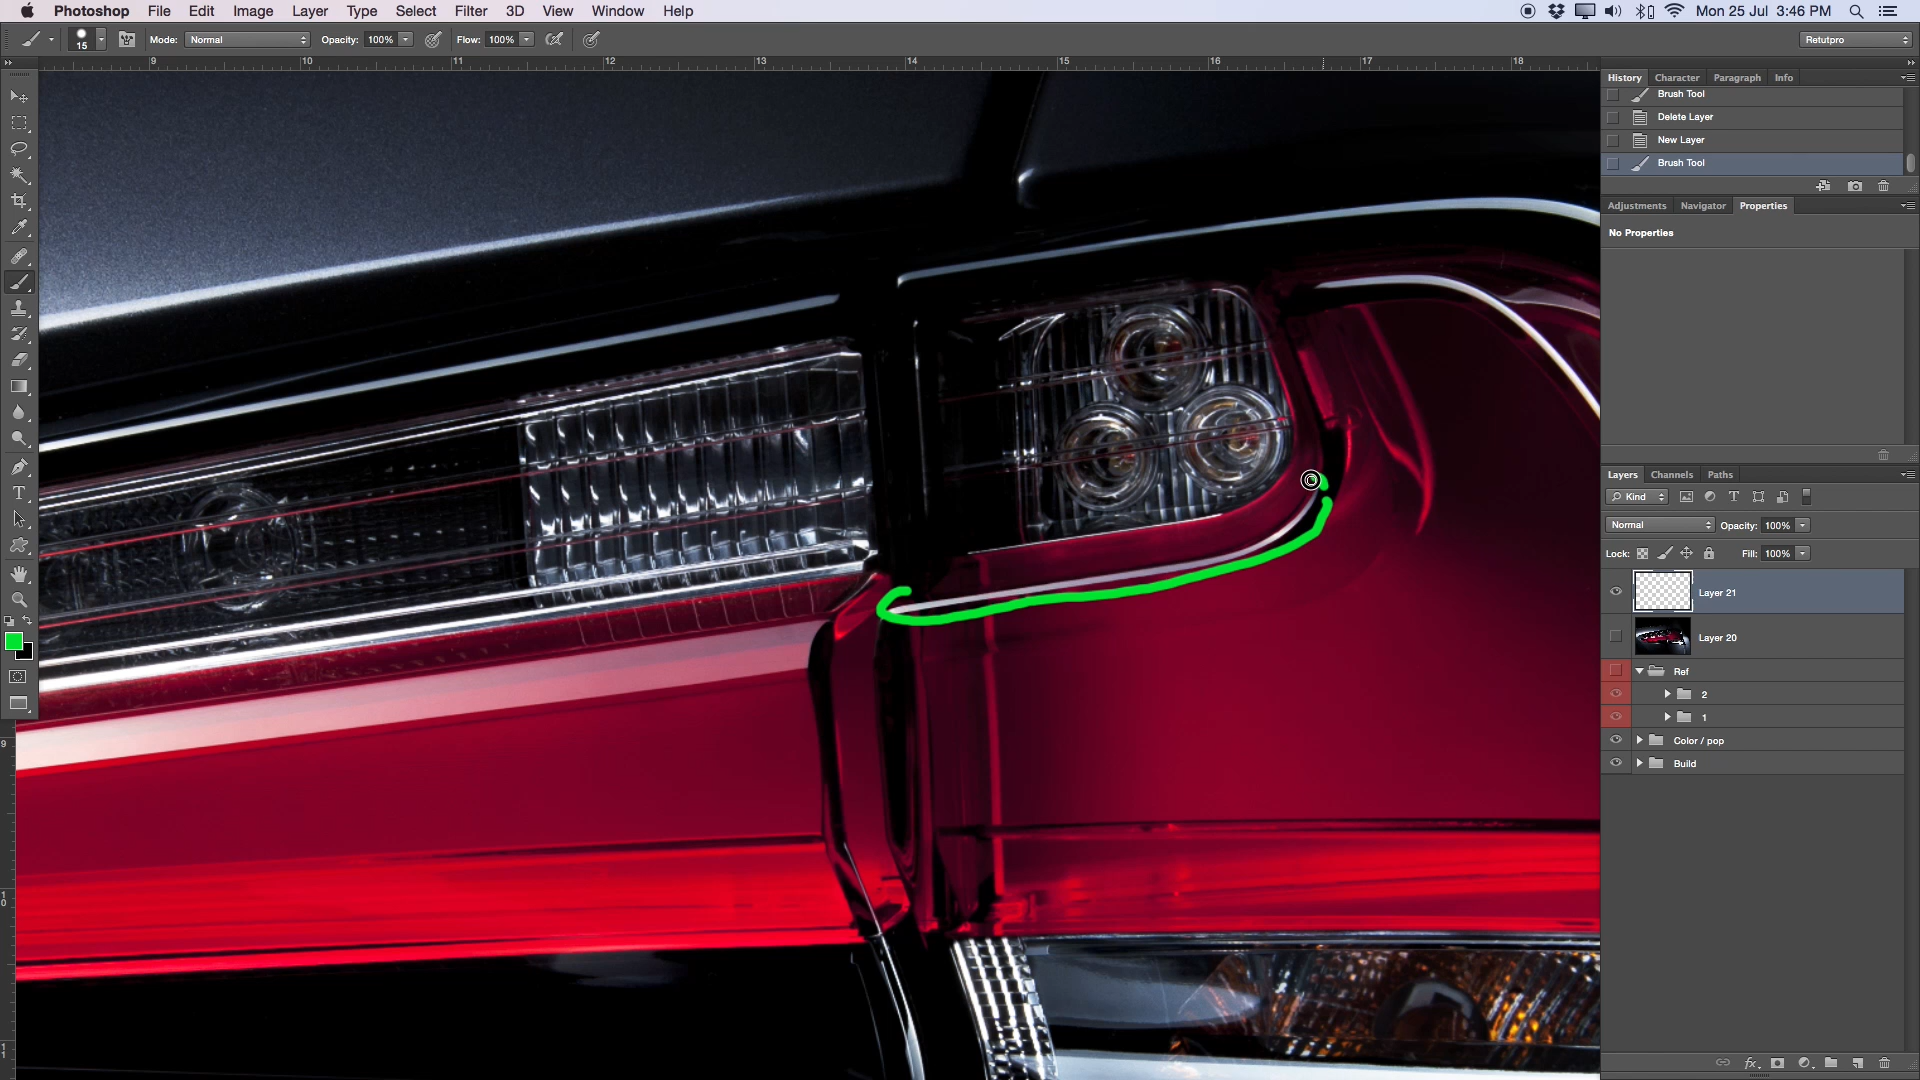 Photoshop File Edit Image Layer Type Select Filter 3D View Window Help Mon 25 Jul 3:46 PM
15 Mode: Normal Opacity: 100% Flow: 100% Retutpro
9 10 11 12 13 14 15 16 17 18
History Character Paragraph Info
Brush Tool
Delete Layer
New Layer
Brush Tool
Adjustments Navigator Properties
No Properties
Layers Channels Paths
Kind
Normal Opacity: 100%
Lock: Fill: 100%
Layer 21
Layer 20
Ref
2
1
Color / pop
Build
9
10
11